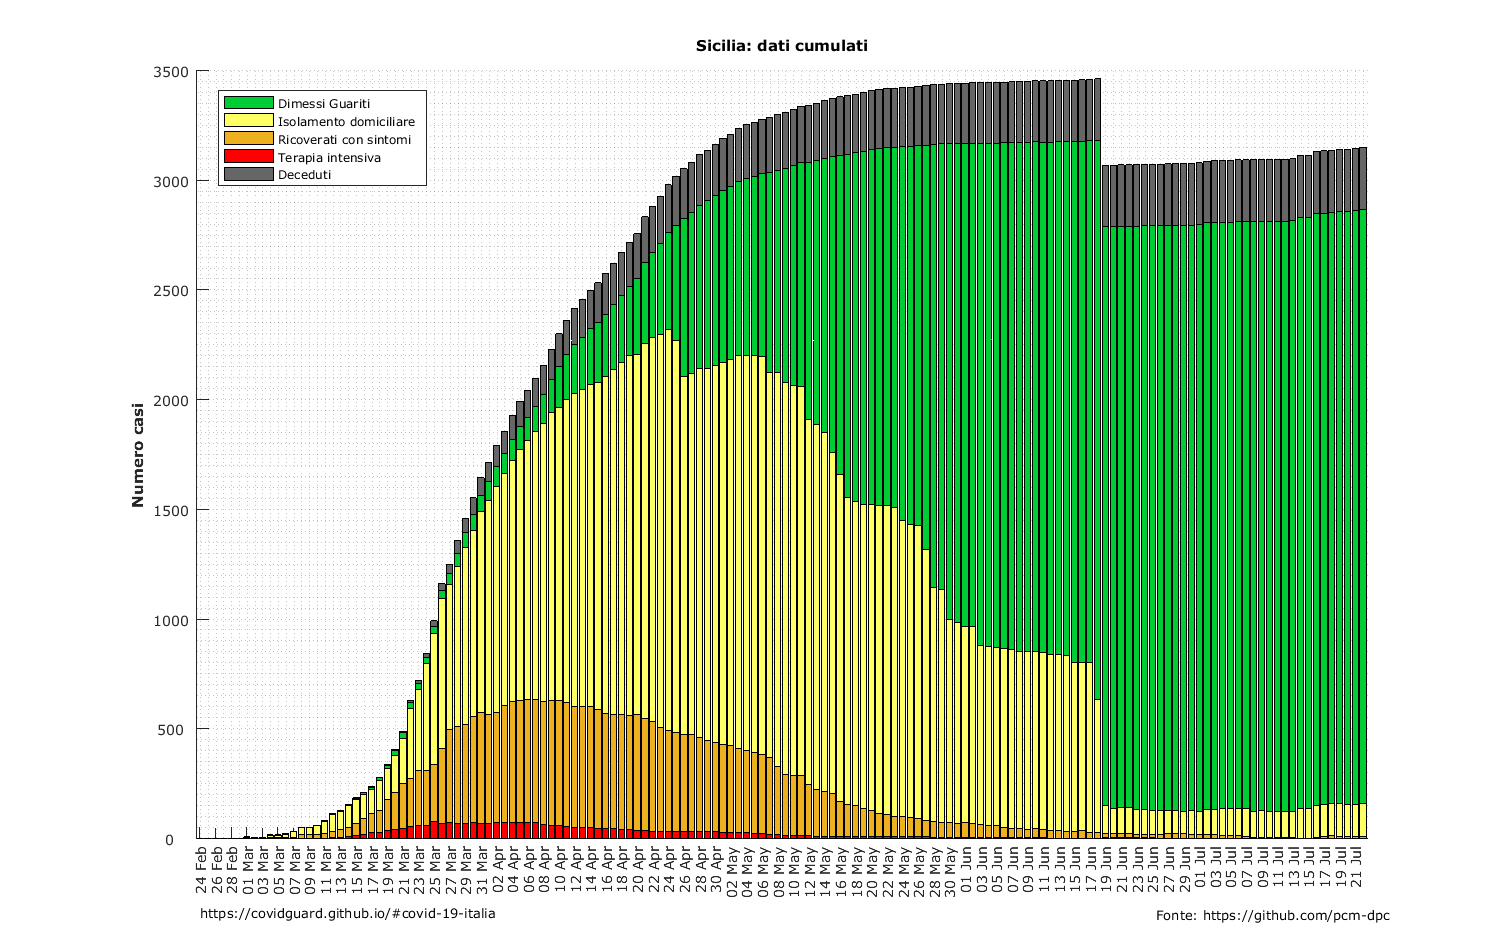 Sicilia: dati cumulati
3500
3000
2500
2000
1500
1000
500
0
Numero casi
Dimessi Guariti
Isolamento domiciliare
Ricoverati con sintomi
Terapia intensiva
Deceduti
24 Feb
26 Feb
28 Feb
01 Mar
03 Mar
05 Mar
07 Mar
09 Mar
11 Mar
13 Mar
15 Mar
17 Mar
19 Mar
21 Mar
23 Mar
25 Mar
27 Mar
29 Mar
31 Mar
02 Apr
04 Apr
06 Apr
08 Apr
10 Apr
12 Apr
14 Apr
16 Apr
18 Apr
20 Apr
22 Apr
24 Apr
26 Apr
28 Apr
30 Apr
02 May
04 May
06 May
08 May
10 May
12 May
14 May
16 May
18 May
20 May
22 May
24 May
26 May
28 May
30 May
01 Jun
03 Jun
05 Jun
07 Jun
09 Jun
11 Jun
13 Jun
15 Jun
17 Jun
19 Jun
21 Jun
23 Jun
25 Jun
27 Jun
29 Jun
01 Jul
03 Jul
05 Jul
07 Jul
09 Jul
11 Jul
13 Jul
15 Jul
17 Jul
19 Jul
21 Jul
https://covidguard.github.io/#covid-19-italia
Fonte: https://github.com/pcm-dpc